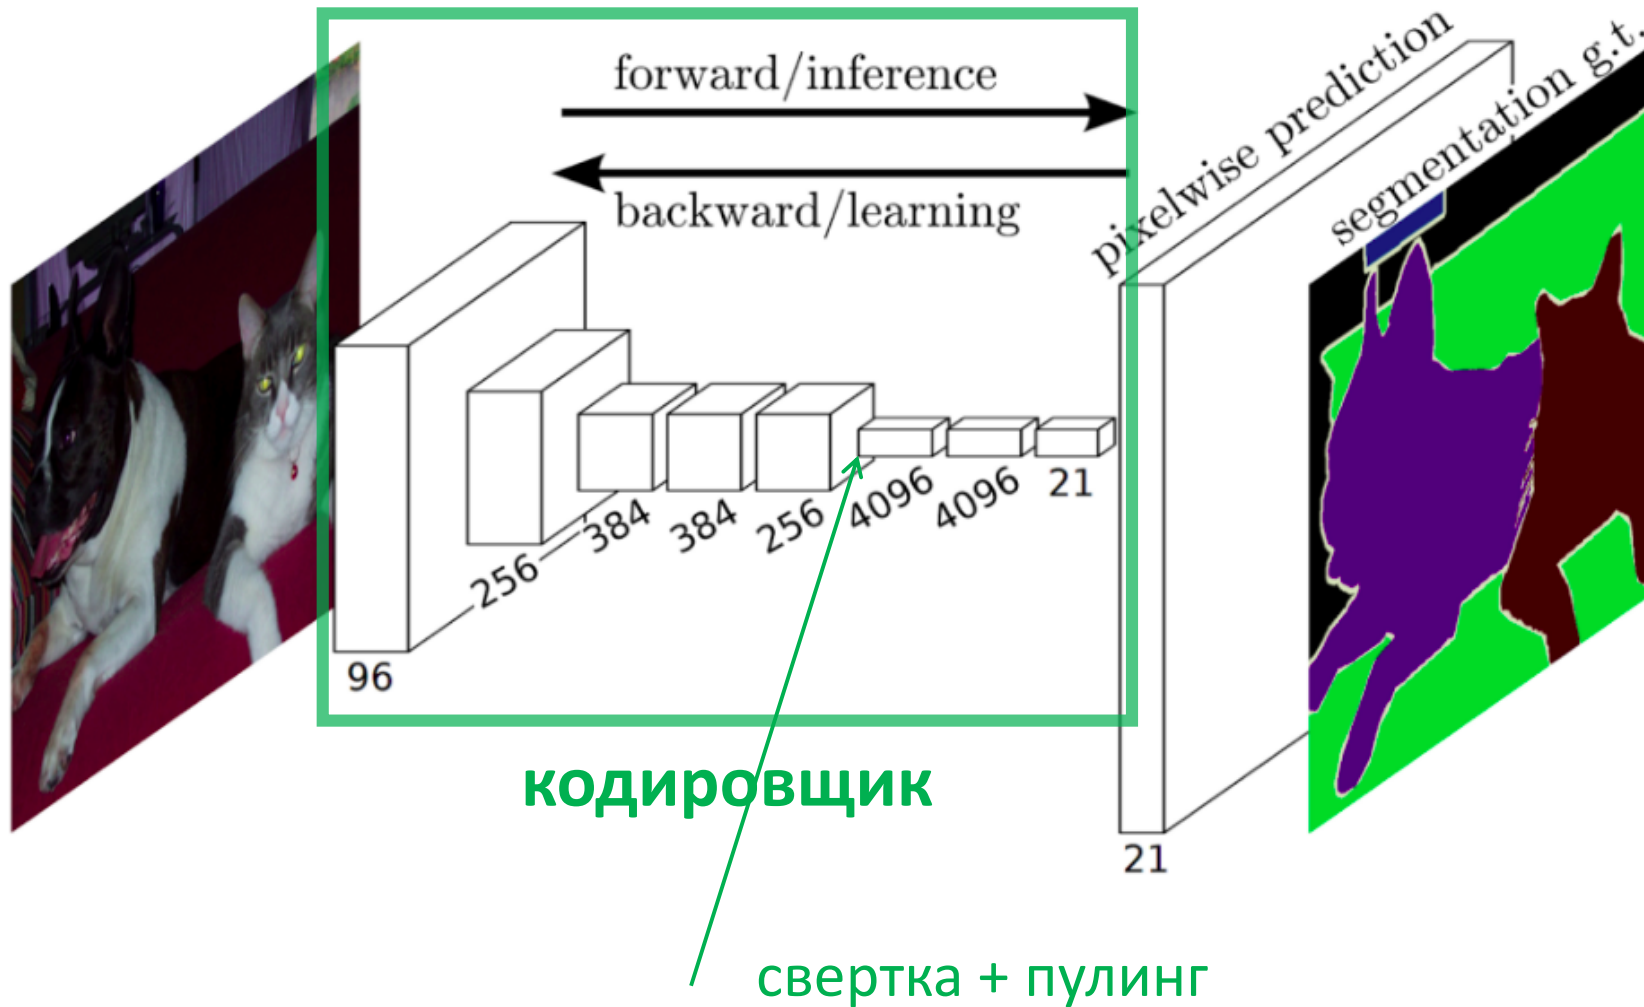 forward/inference
backward/learning
pixelwise prediction
segmentation g.t.
96
256
384
384
256
4096
4096
21
21
кодировщик
свертка + пулинг